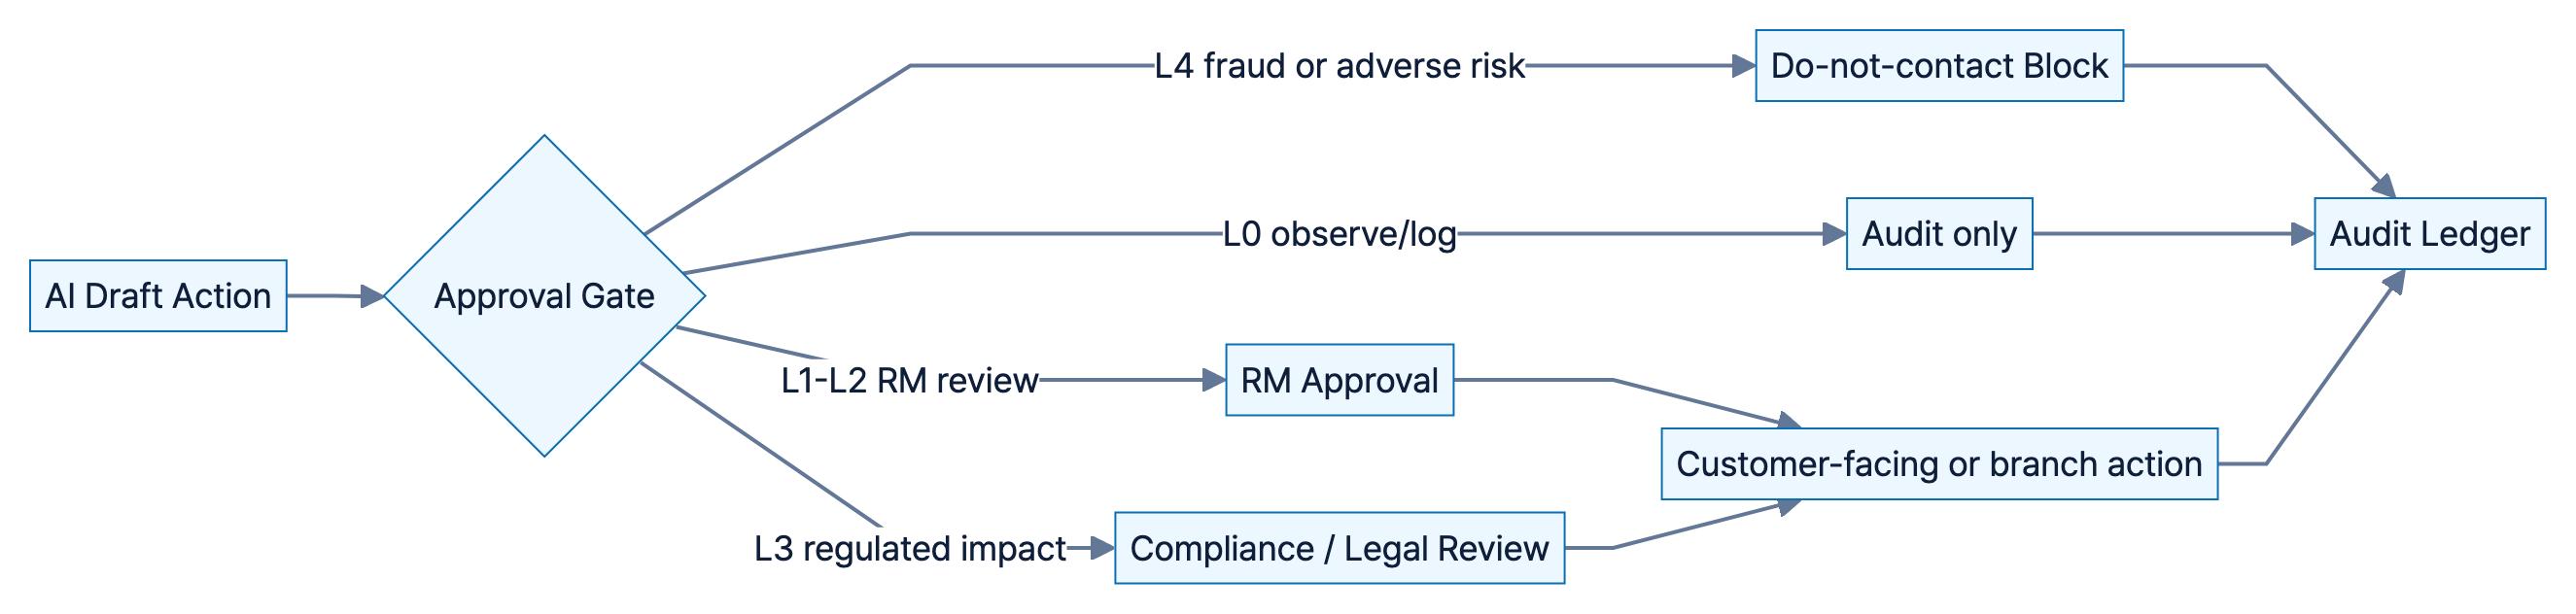 L4 fraud or adverse risk
Do-not-contact Block
L0 observe/log
Audit only
Audit Ledger
AI Draft Action
Approval Gate
L1-L2 RM review
RM Approval
Customer-facing or branch action
L3 regulated impact
Compliance / Legal Review